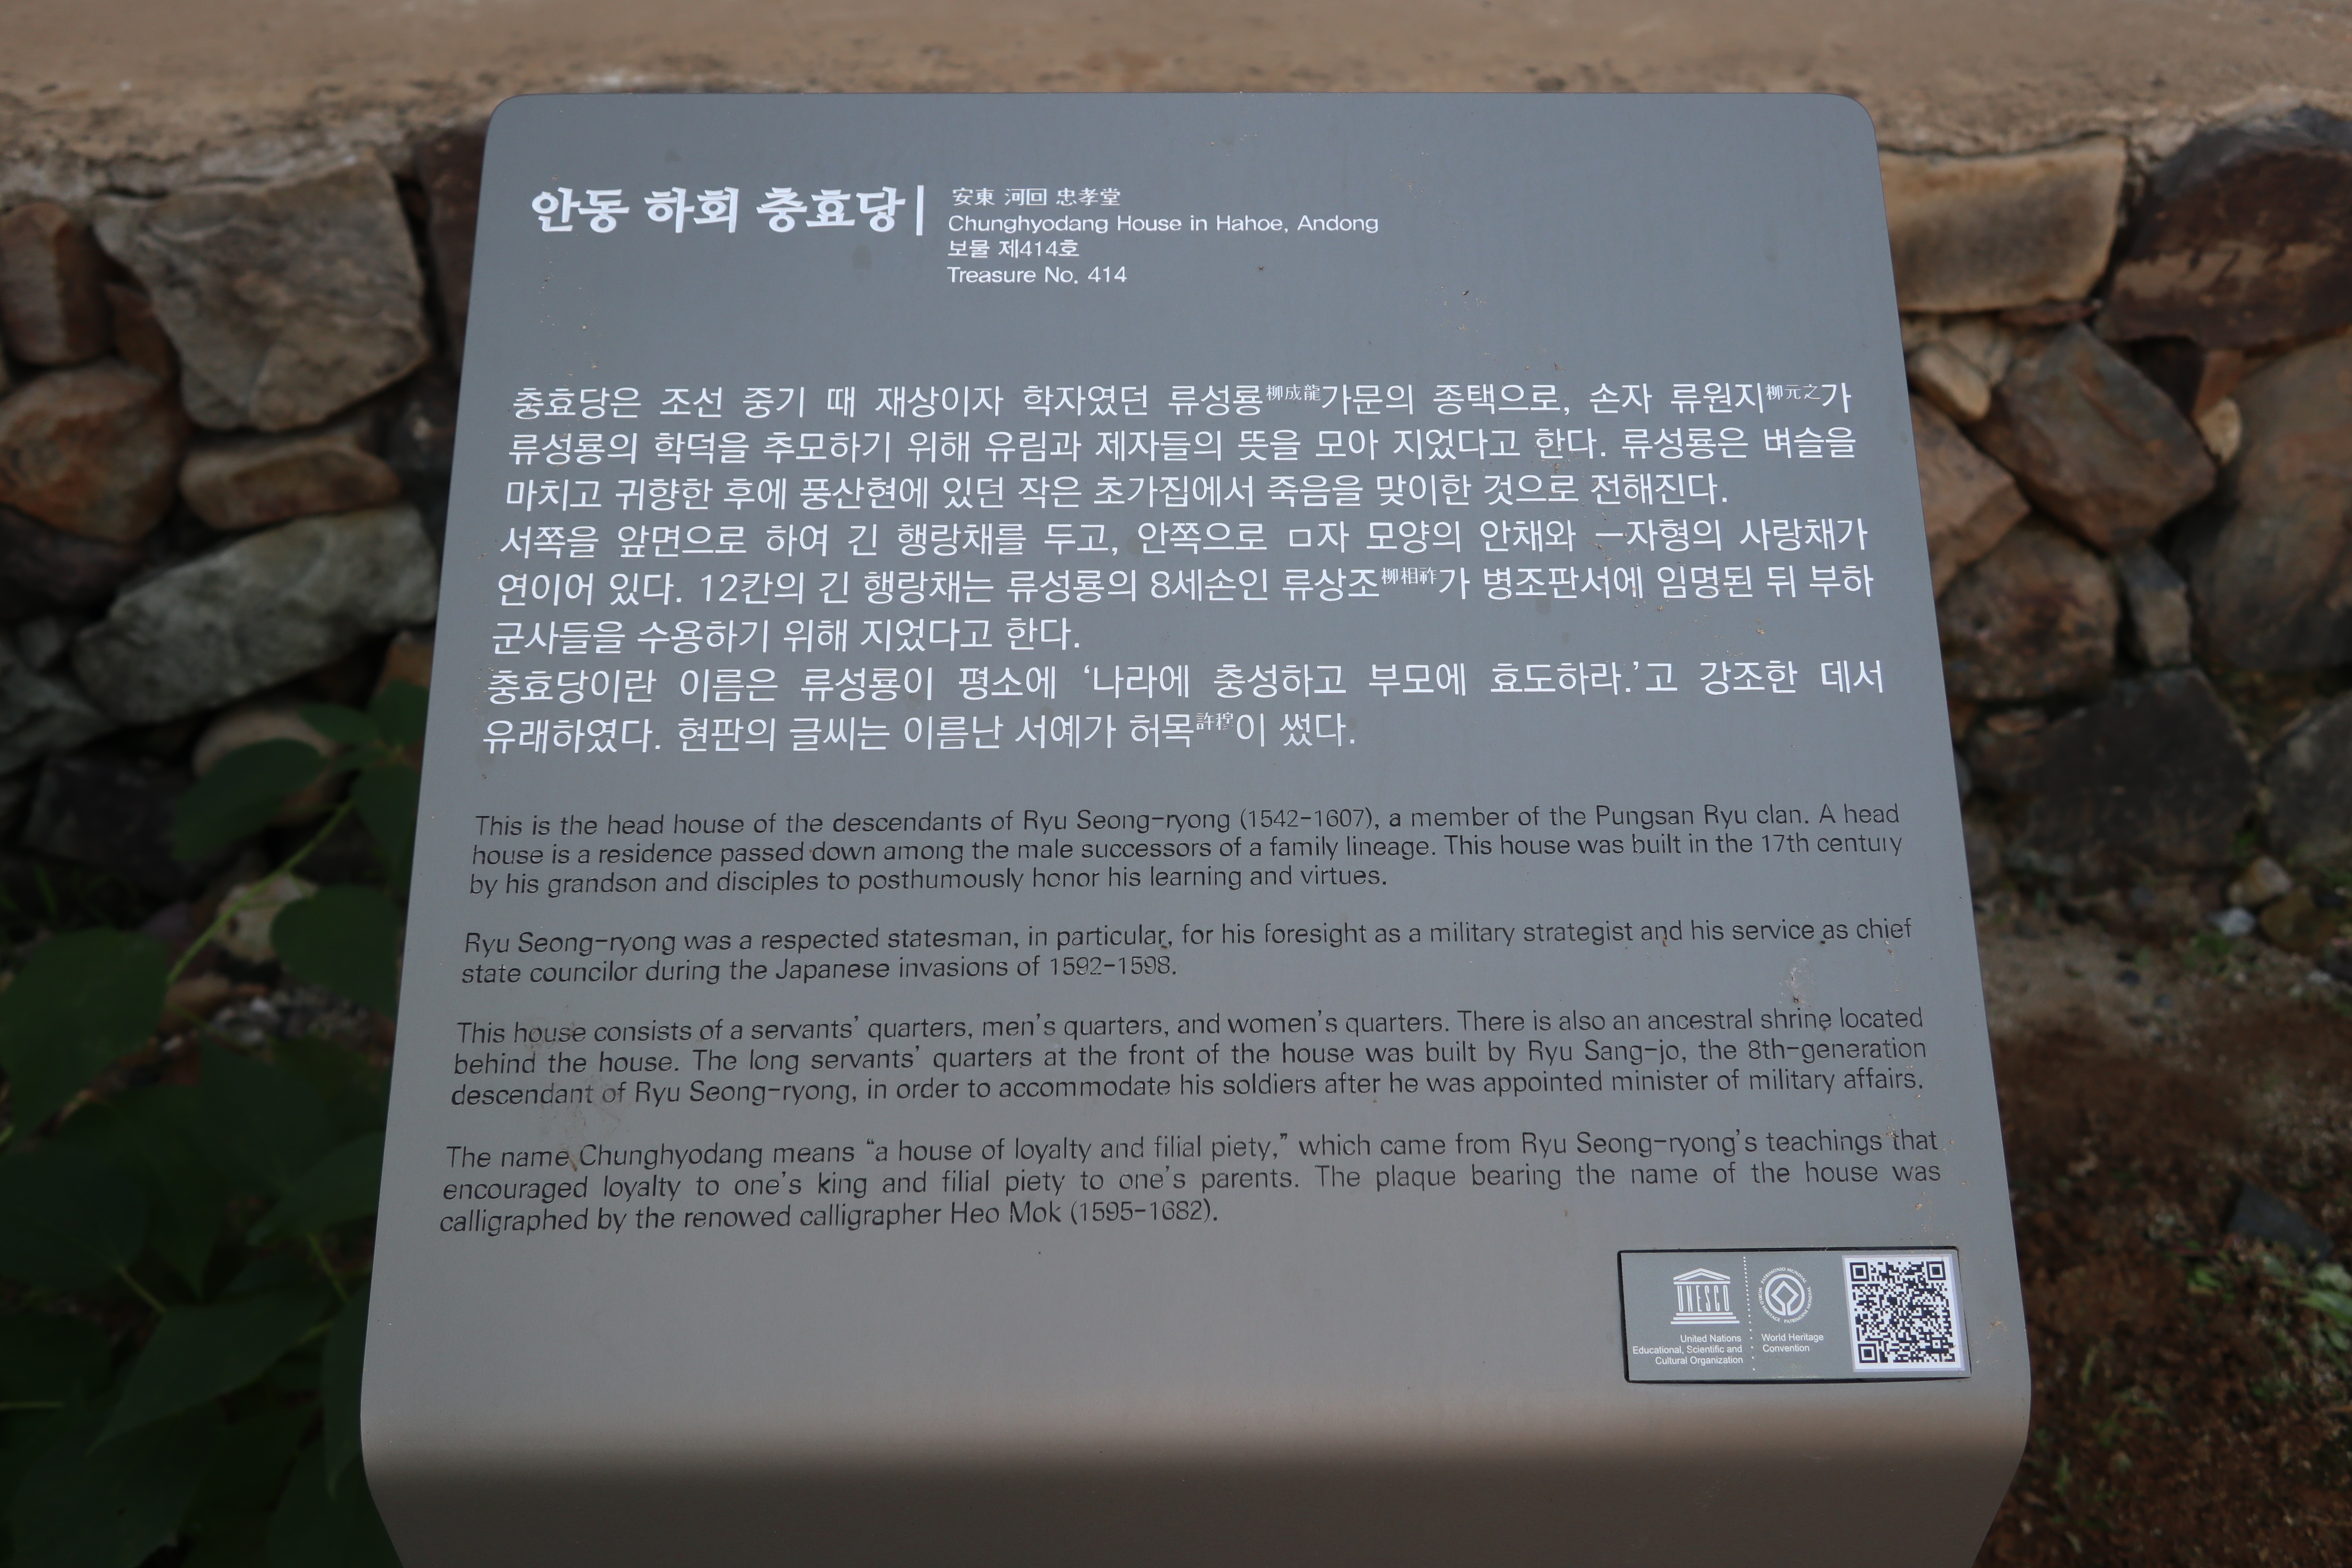 안동 하회 충효당
安東 河回 忠孝堂
Chunghyodang House in Hahoe, Andong
보물 제414호
Treasure No. 414
충효당은 조선 중기 때 재상이자 학자였던 류성룡柳成龍가문의 종택으로, 손자 류원지柳元之가
류성룡의 학덕을 추모하기 위해 유림과 제자들의 뜻을 모아 지었다고 한다. 류성룡은 벼슬을
마치고 귀향한 후에 풍산현에 있던 작은 초가집에서 죽음을 맞이한 것으로 전해진다.
서쪽을 앞면으로 하여 긴 행랑채를 두고, 안쪽으로 ㅁ자 모양의 안채와 一자형의 사랑채가
연이어 있다. 12칸의 긴 행랑채는 류성룡의 8세손인 류상조柳相祚가 병조판서에 임명된 뒤 부하
군사들을 수용하기 위해 지었다고 한다.
충효당이란 이름은 류성룡이 평소에 ‘나라에 충성하고 부모에 효도하라.’고 강조한 데서
유래하였다. 현판의 글씨는 이름난 서예가 허목許穆이 썼다.
This is the head house of the descendants of Ryu Seong-ryong (1542-1607), a member of the Pungsan Ryu clan. A head
house is a residence passed down among the male successors of a family lineage. This house was built in the 17th century
by his grandson and disciples to posthumously honor his learning and virtues.
Ryu Seong-ryong was a respected statesman, in particular, for his foresight as a military strategist and his service as chief
state councilor during the Japanese invasions of 1592-1598.
This house consists of a servants’ quarters, men’s quarters, and women’s quarters. There is also an ancestral shrine located
behind the house. The long servants’ quarters at the front of the house was built by Ryu Sang-jo, the 8th-generation
descendant of Ryu Seong-ryong, in order to accommodate his soldiers after he was appointed minister of military affairs.
The name Chunghyodang means “a house of loyalty and filial piety,” which came from Ryu Seong-ryong’s teachings that
encouraged loyalty to one’s king and filial piety to one’s parents. The plaque bearing the name of the house was
calligraphed by the renowed calligrapher Heo Mok (1595-1682).
UNESCO
United Nations
Educational, Scientific and
Cultural Organization
World Heritage
Convention